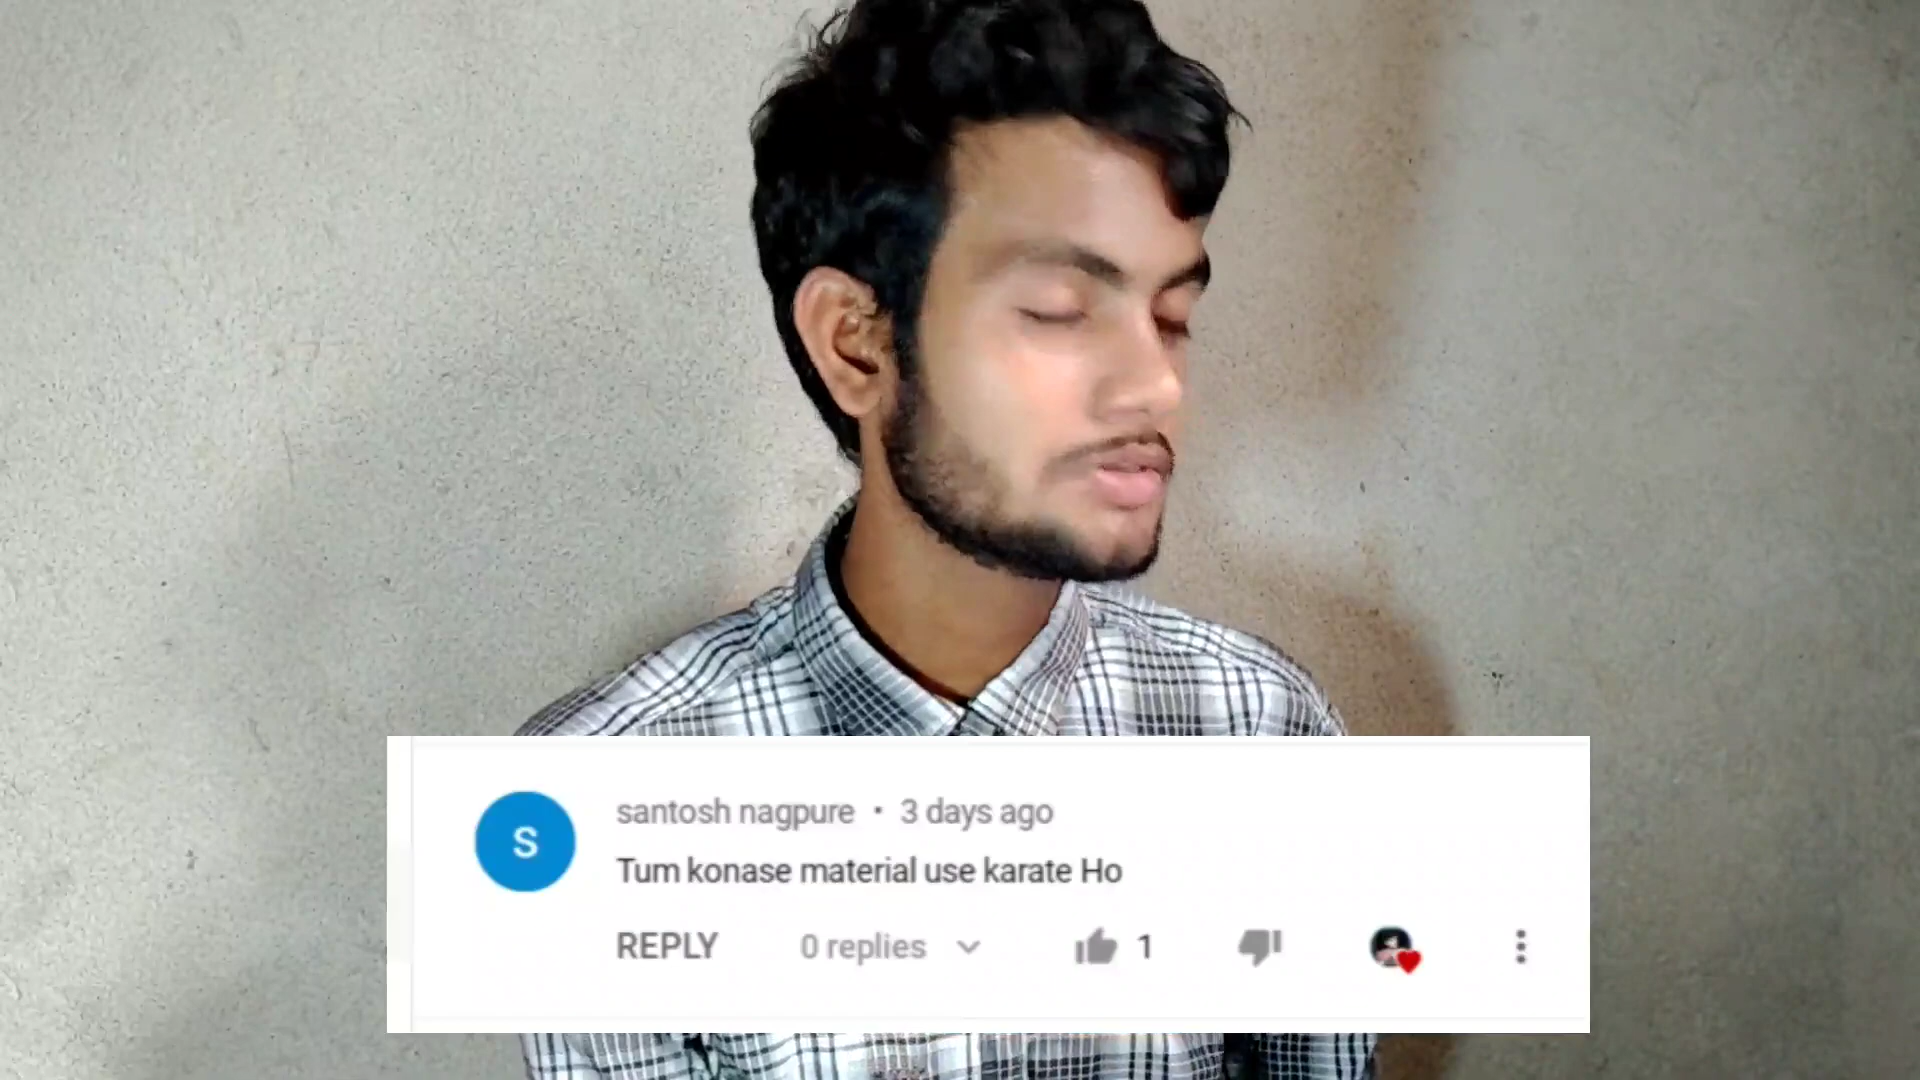 S
santosh nagpure • 3 days ago
Tum konase material use karate Ho
REPLY 0 replies 1